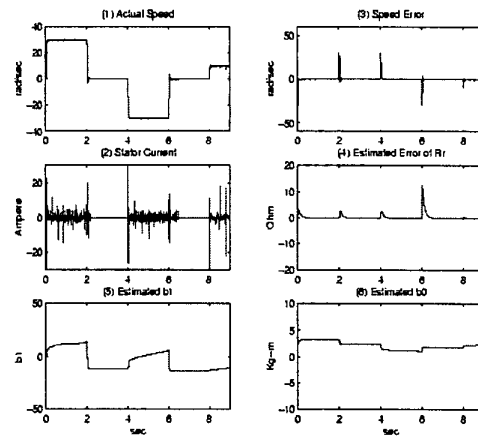 (1) Actual Speed
rad/sec
40
20
0
-20
-40
0 2 4 6 8
(3) Speed Error
rad/sec
50
0
-50
0 2 4 6 8
(2) Stator Current
Ampere
20
0
-20
0 2 4 6 8
(4) Estimated Error of Rr
Ohm
20
10
0
-10
-20
0 2 4 6 8
(5) Estimated b1
b1
50
0
-50
0 2 4 6 8
sec
(6) Estimated b0
Kg-m
10
5
0
-5
-10
0 2 4 6 8
sec